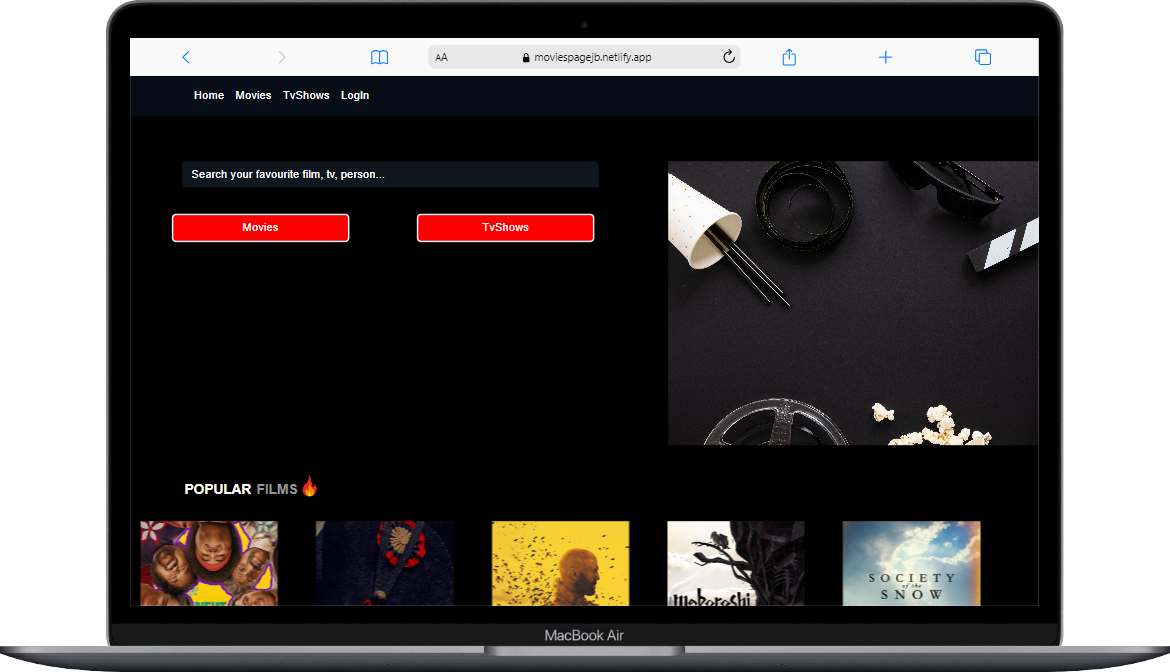 AA moviespagejb.netlify.app
Home Movies TvShows LogIn
Search your favourite film, tv, person...
Movies TvShows
POPULAR FILMS 🔥
SOCIETY
of the
SNOW
maboroshi
MacBook Air